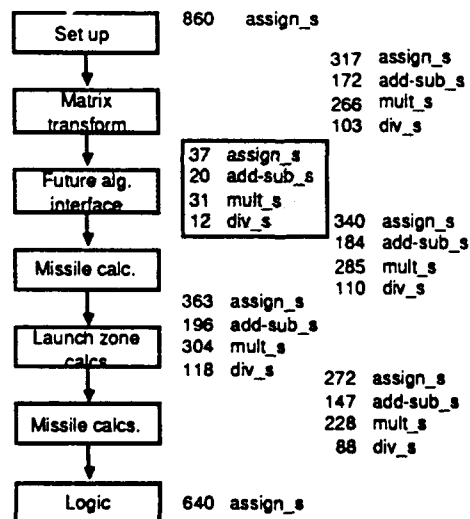 Set up
860 assign_s
Matrix
transform
317 assign_s
172 add-sub_s
266 mult_s
103 div_s
Future alg.
interface
37 assign_s
20 add-sub_s
31 mult_s
12 div_s
Missile calc.
340 assign_s
184 add-sub_s
285 mult_s
110 div_s
Launch zone
calcs.
363 assign_s
196 add-sub_s
304 mult_s
118 div_s
Missile calcs.
272 assign_s
147 add-sub_s
228 mult_s
88 div_s
Logic
640 assign_s